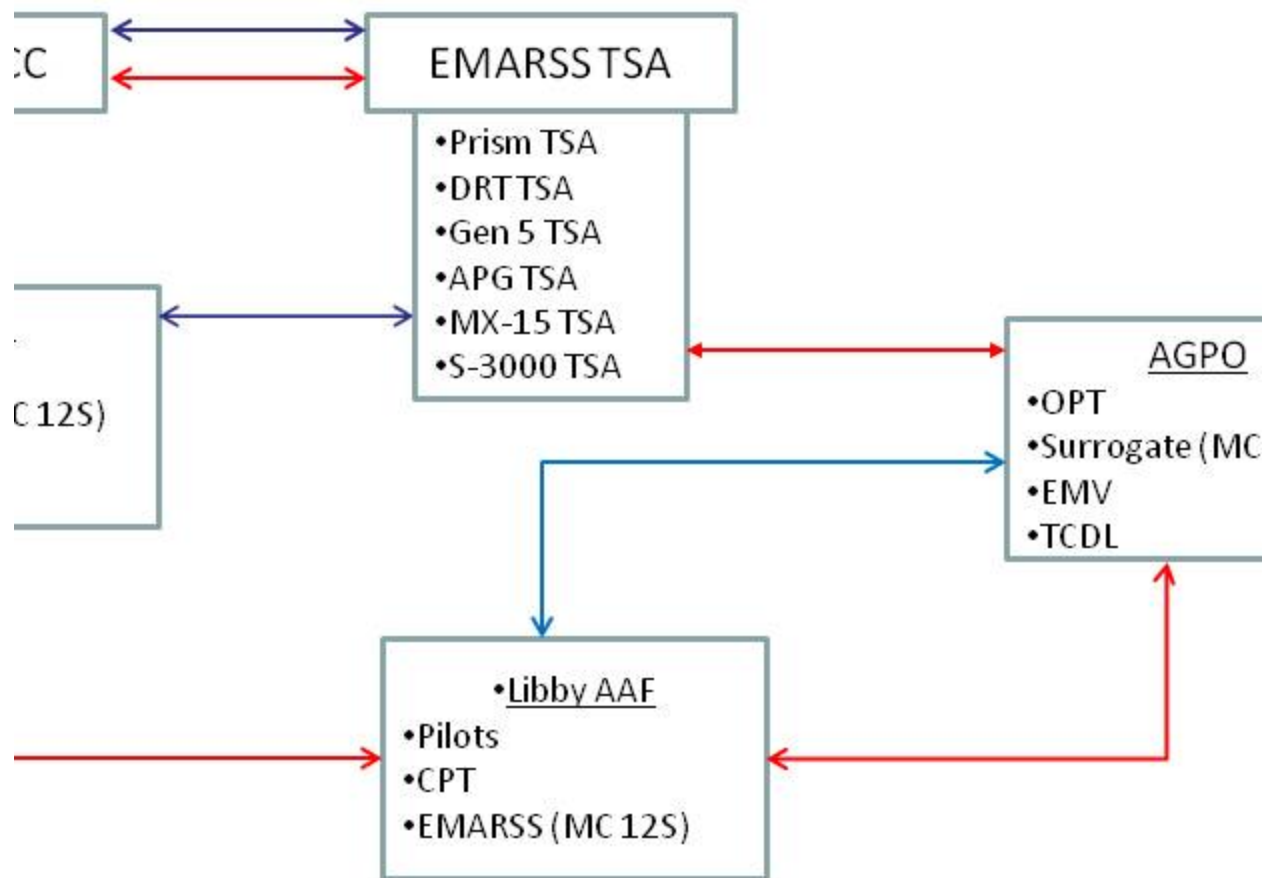 CC
EMARSS TSA
•Prism TSA
•DRT TSA
•Gen 5 TSA
•APG TSA
•MX-15 TSA
•S-3000 TSA
C 12S)
AGPO
•OPT
•Surrogate (MC
•EMV
•TCDL
•Libby AAF
•Pilots
•CPT
•EMARSS (MC 12S)